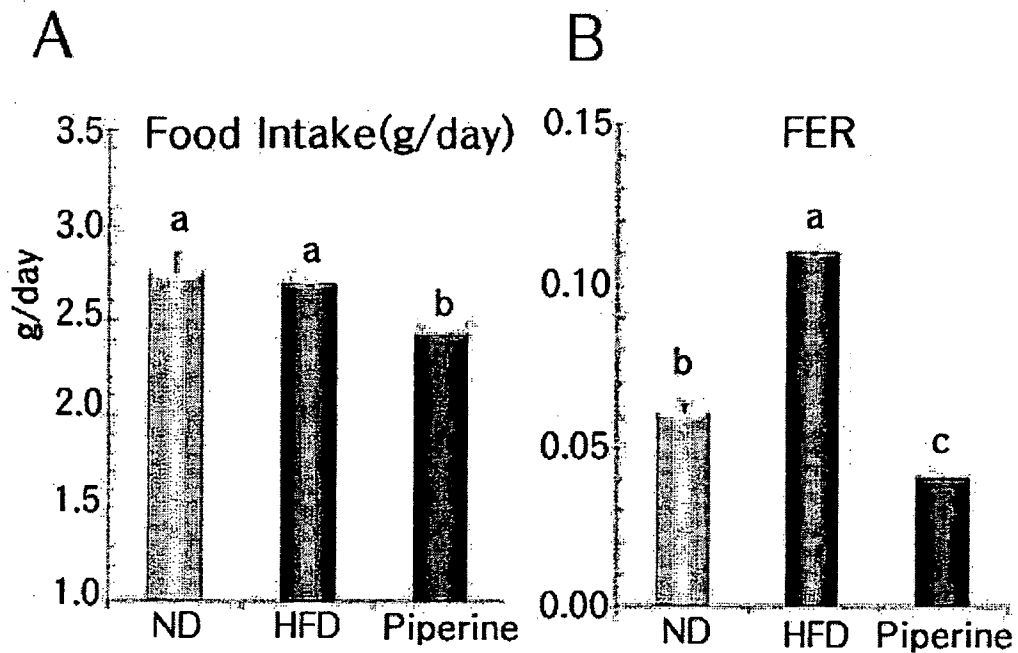 A
B
Food Intake(g/day)
g/day
3.5
3.0
2.5
2.0
1.5
1.0
a
a
b
ND
HFD
Piperine
FER
0.15
0.10
0.05
0.00
b
a
c
ND
HFD
Piperine